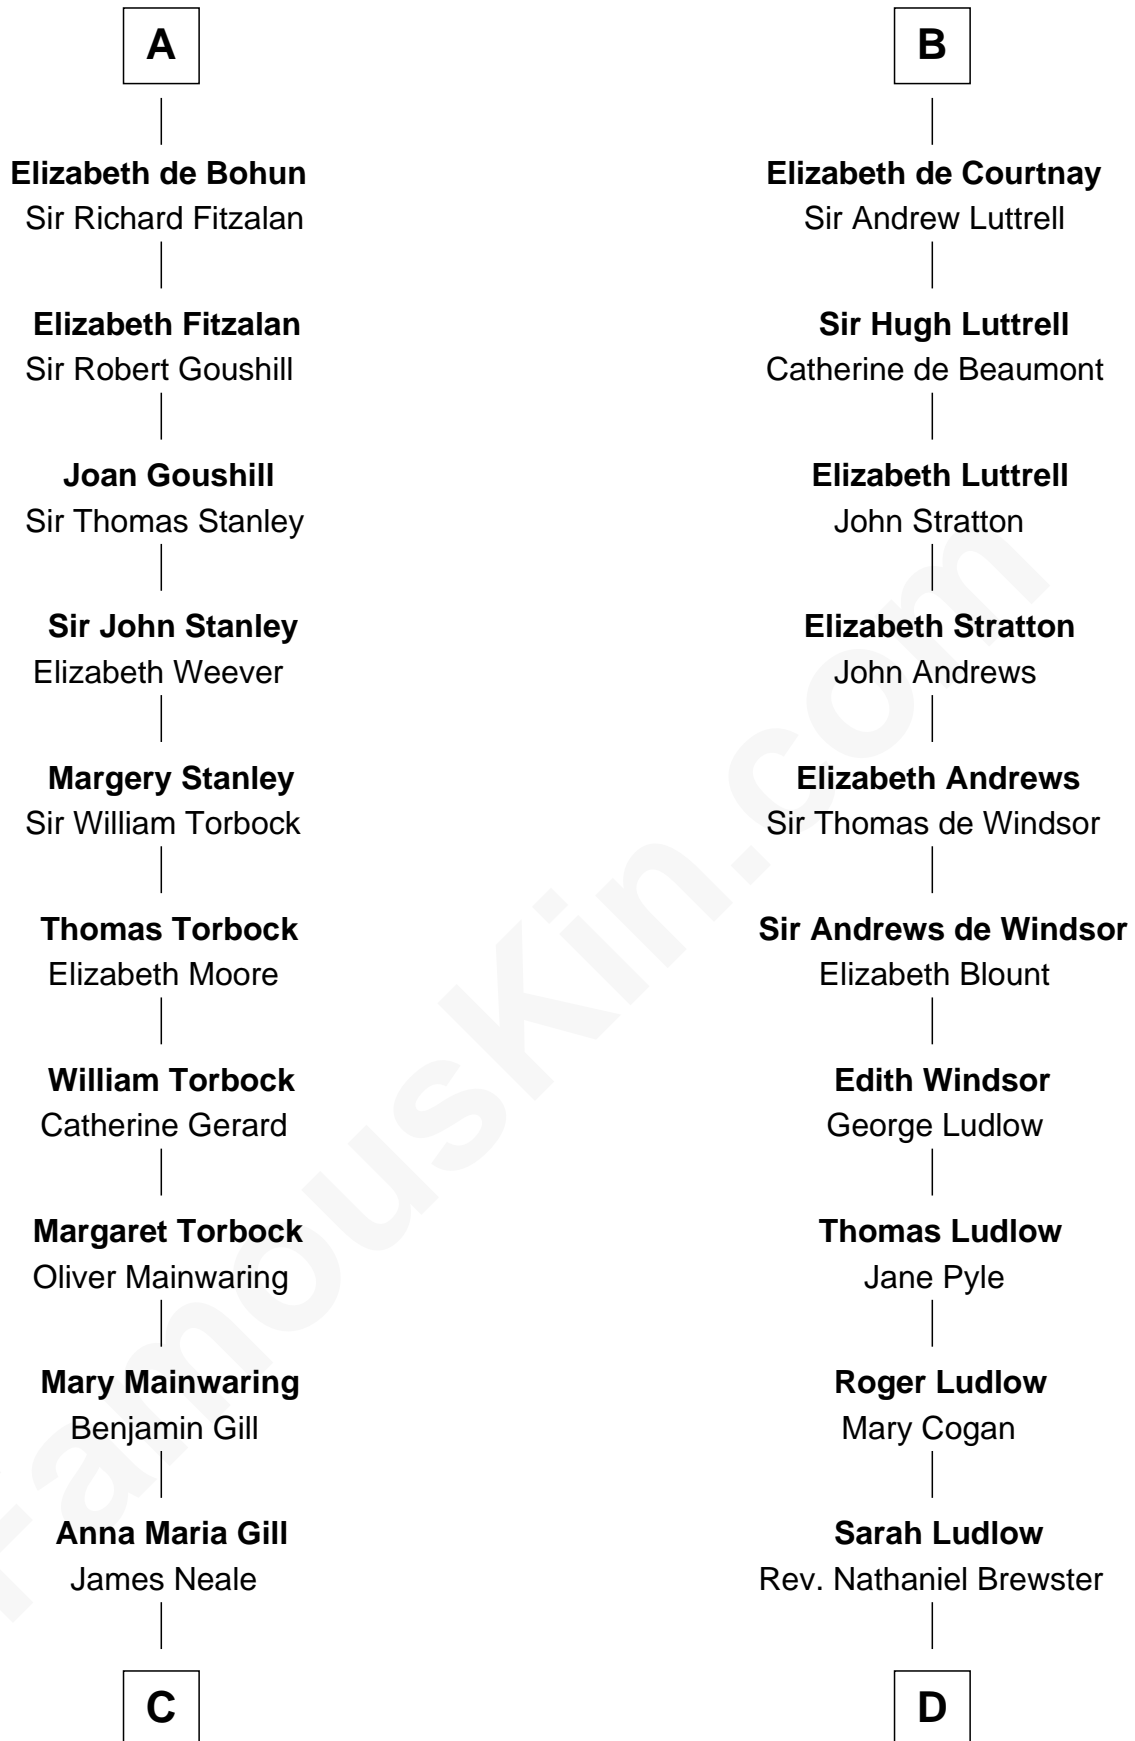 A
Elizabeth de Bohun
Sir Richard Fitzalan
Elizabeth Fitzalan
Sir Robert Goushill
Joan Goushill
Sir Thomas Stanley
Sir John Stanley
Elizabeth Weever
Margery Stanley
Sir William Torbock
Thomas Torbock
Elizabeth Moore
William Torbock
Catherine Gerard
Margaret Torbock
Oliver Mainwaring
Mary Mainwaring
Benjamin Gill
Anna Maria Gill
James Neale
C
B
Elizabeth de Courtnay
Sir Andrew Luttrell
Sir Hugh Luttrell
Catherine de Beaumont
Elizabeth Luttrell
John Stratton
Elizabeth Stratton
John Andrews
Elizabeth Andrews
Sir Thomas de Windsor
Sir Andrews de Windsor
Elizabeth Blount
Edith Windsor
George Ludlow
Thomas Ludlow
Jane Pyle
Roger Ludlow
Mary Cogan
Sarah Ludlow
Rev. Nathaniel Brewster
D
FamousKin.com